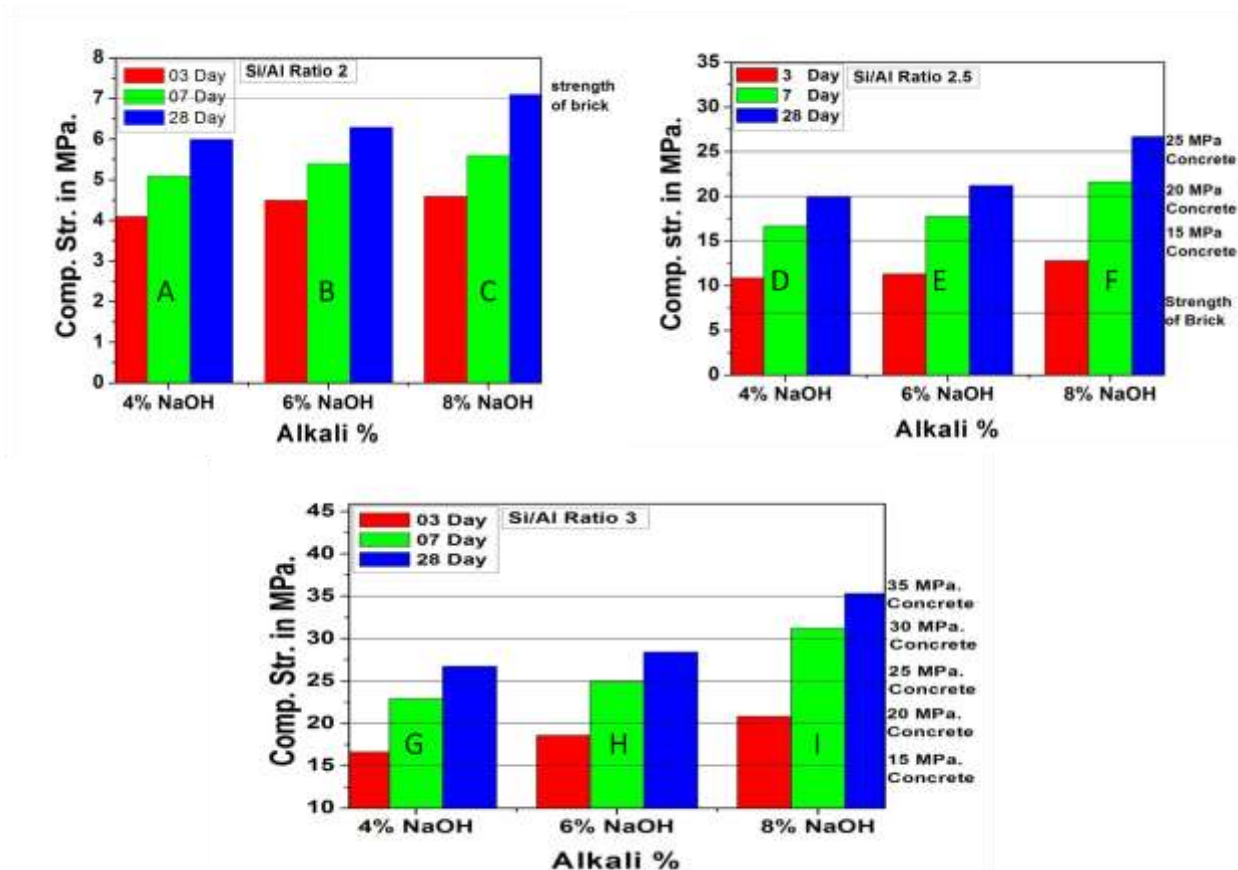 8
7
6
5
4
3
2
1
0
Comp. Str. in MPa.
03 Day
07 Day
28 Day
Si/Al Ratio 2
strength
of brick
A
B
C
4% NaOH
6% NaOH
8% NaOH
Alkali %
35
30
25
20
15
10
5
0
Comp. str. in MPa.
3 Day
7 Day
28 Day
Si/Al Ratio 2.5
25 MPa
Concrete
20 MPa
Concrete
15 MPa
Concrete
Strength
of Brick
D
E
F
4% NaOH
6% NaOH
8% NaOH
Alkali %
45
40
35
30
25
20
15
10
Comp. Str. in MPa.
03 Day
07 Day
28 Day
Si/Al Ratio 3
35 MPa.
Concrete
30 MPa.
Concrete
25 MPa.
Concrete
20 MPa.
Concrete
15 MPa.
Concrete
G
H
I
4% NaOH
6% NaOH
8% NaOH
Alkali %